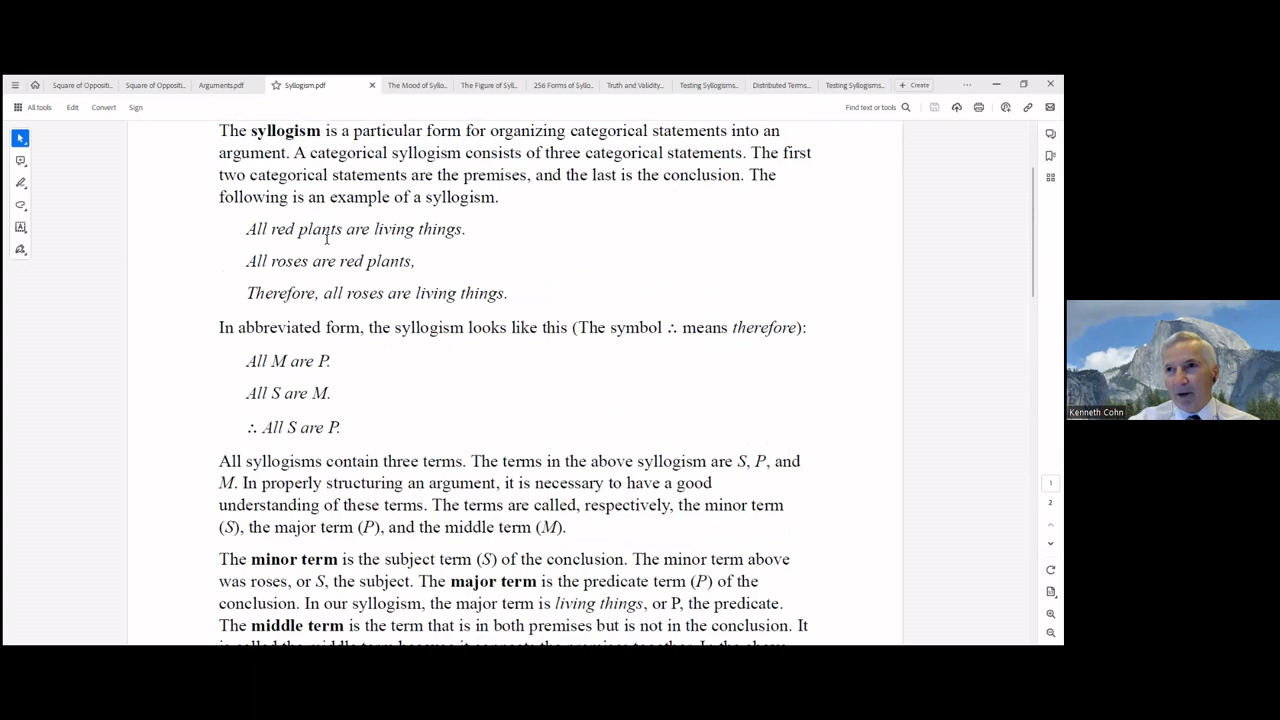 Square of Oppositi...
Square of Oppositi...
Arguments.pdf
Syllogism.pdf
The Mood of Syllo...
The Figure of Syll...
256 Forms of Syllo...
Truth and Validity...
Testing Syllogisms...
Distributed Terms...
Testing Syllogisms...
Create
All tools
Edit
Convert
Sign
Find text or tools
The syllogism is a particular form for organizing categorical statements into an
argument. A categorical syllogism consists of three categorical statements. The first
two categorical statements are the premises, and the last is the conclusion. The
following is an example of a syllogism.
All red plants are living things.
All roses are red plants,
Therefore, all roses are living things.
In abbreviated form, the syllogism looks like this (The symbol ∴ means therefore):
All M are P.
All S are M.
∴ All S are P.
All syllogisms contain three terms. The terms in the above syllogism are S, P, and
M. In properly structuring an argument, it is necessary to have a good
understanding of these terms. The terms are called, respectively, the minor term
(S), the major term (P), and the middle term (M).
The minor term is the subject term (S) of the conclusion. The minor term above
was roses, or S, the subject. The major term is the predicate term (P) of the
conclusion. In our syllogism, the major term is living things, or P, the predicate.
The middle term is the term that is in both premises but is not in the conclusion. It
1
2
Kenneth Cohn